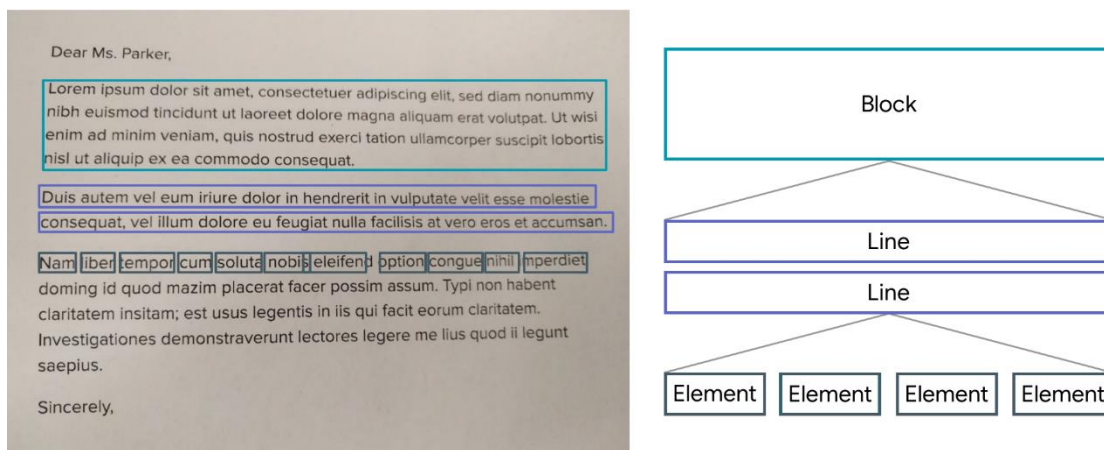 Dear Ms. Parker,
Lorem ipsum dolor sit amet, consectetuer adipiscing elit, sed diam nonummy
nibh euismod tincidunt ut laoreet dolore magna aliquam erat volutpat. Ut wisi
enim ad minim veniam, quis nostrud exerci tation ullamcorper suscipit lobortis
nisl ut aliquip ex ea commodo consequat.
Duis autem vel eum iriure dolor in hendrerit in vulputate velit esse molestie
consequat, vel illum dolore eu feugiat nulla facilisis at vero eros et accumsan.
Nam liber tempor cum soluta nobis eleifend option congue nihil imperdiet
doming id quod mazim placerat facer possim assum. Typi non habent
claritatem insitam; est usus legentis in iis qui facit eorum claritatem.
Investigationes demonstraverunt lectores legere me lius quod ii legunt
saepius.
Sincerely,
Block
Line
Line
Element Element Element Element